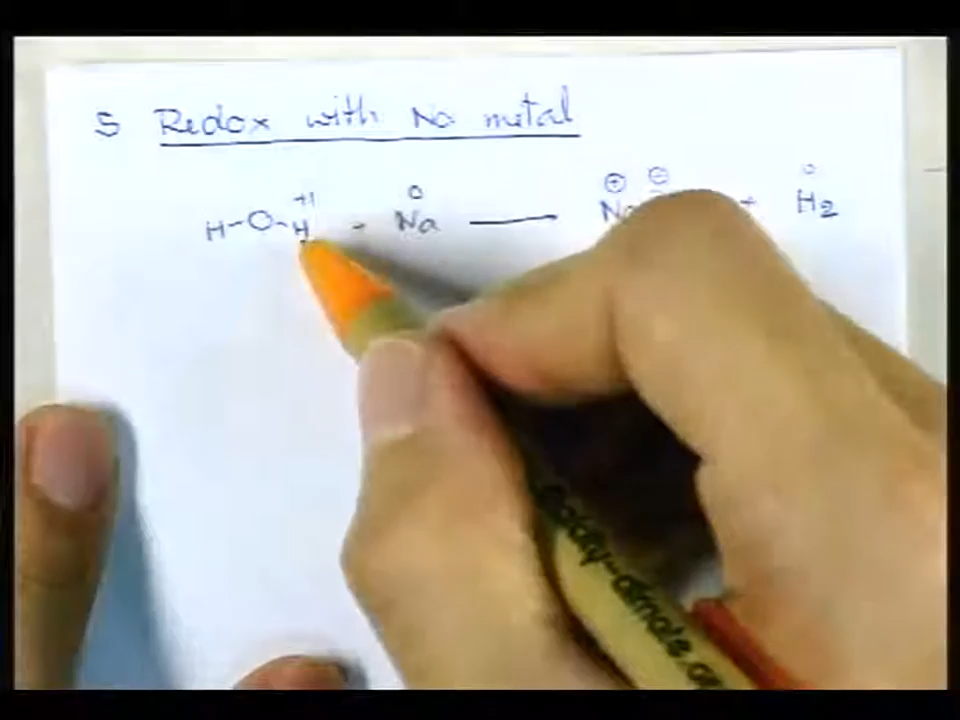 5 Redox with Na metal
+1 0 ⊕ ⊖ 0
H-O-H - Na —— Na + H2